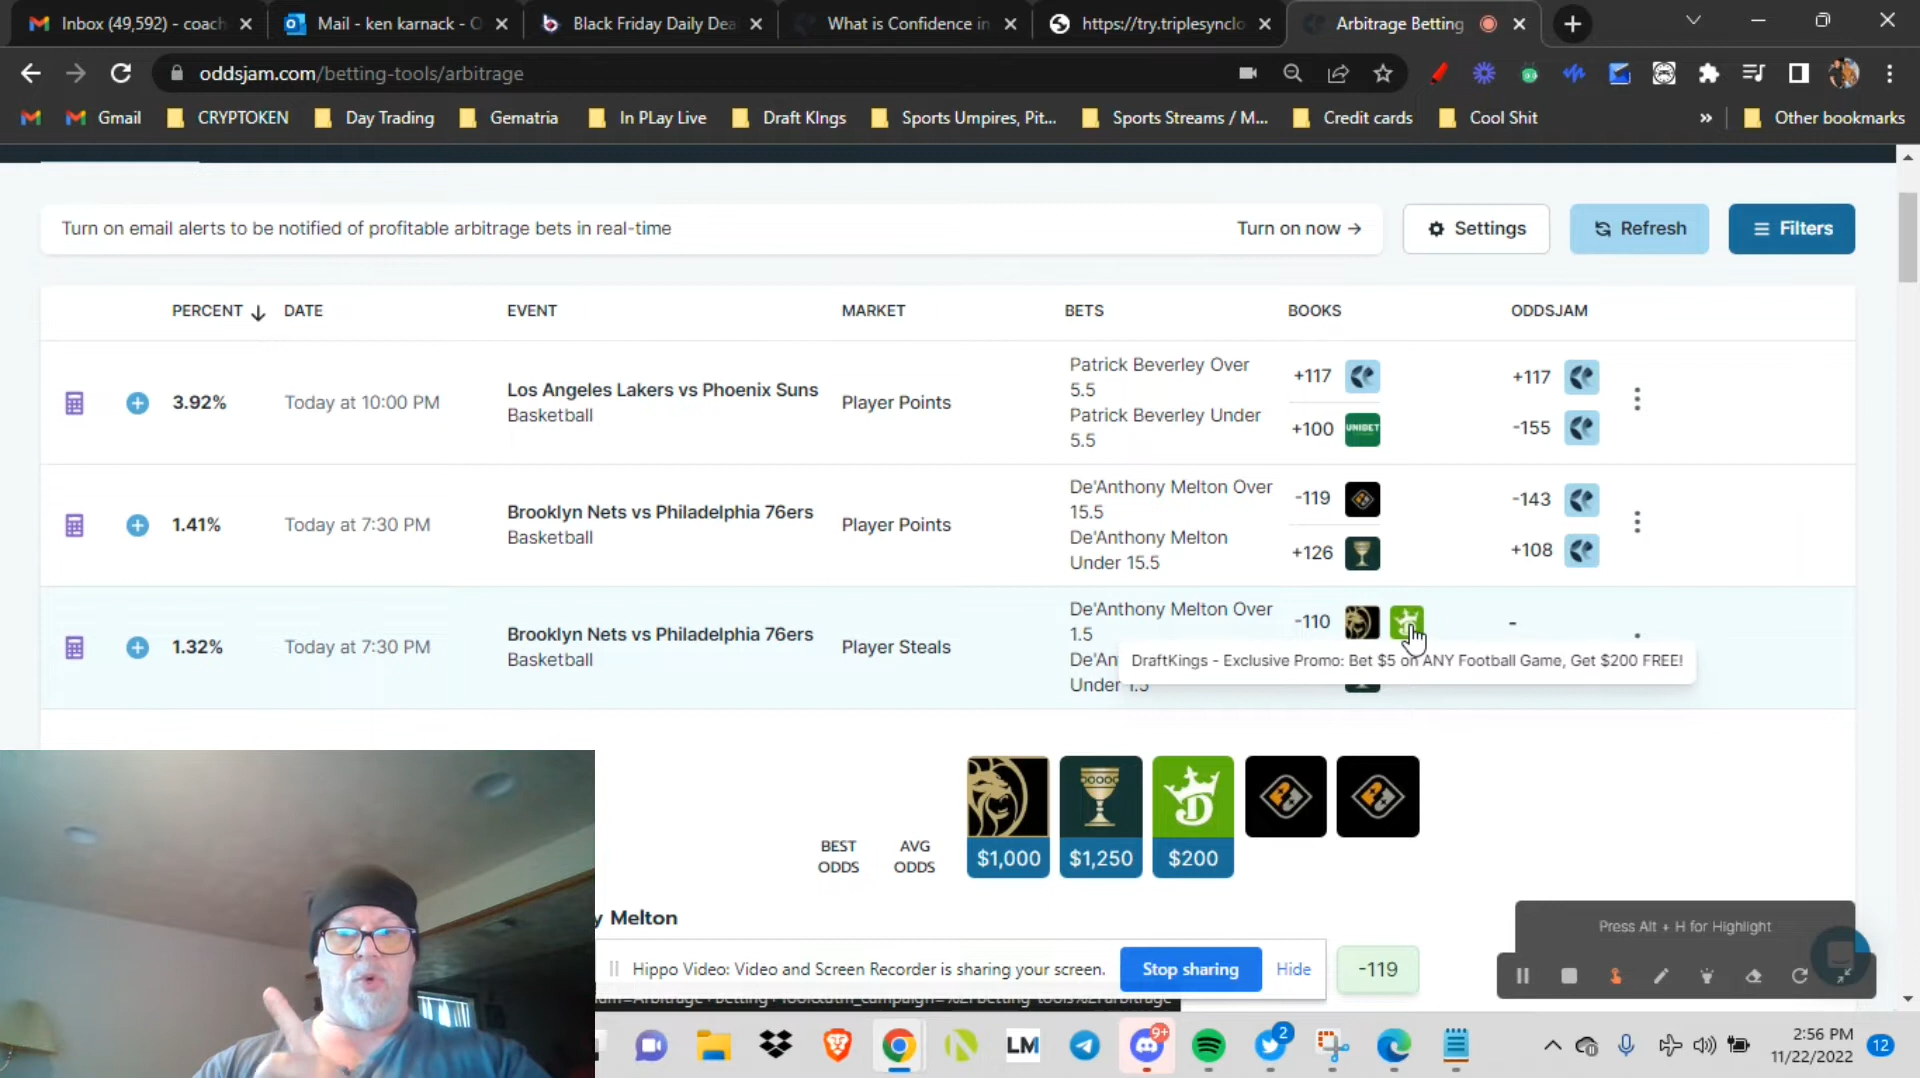 Inbox (49,592) - coach
Mail - ken karnack - O
Black Friday Daily Dea
What is Confidence in
https://try.triplesynclo
Arbitrage Betting
oddsjam.com/betting-tools/arbitrage
Gmail
CRYPTOKEN
Day Trading
Gematria
In PLay Live
Draft KIngs
Sports Umpires, Pit...
Sports Streams / M...
Credit cards
Cool Shit
»
Other bookmarks
Turn on email alerts to be notified of profitable arbitrage bets in real-time
Turn on now →
Settings
Refresh
Filters
PERCENT ↓ DATE EVENT MARKET BETS BOOKS ODDSJAM
3.92%
Today at 10:00 PM
Los Angeles Lakers vs Phoenix Suns
Basketball
Player Points
Patrick Beverley Over
5.5
Patrick Beverley Under
5.5
+117
+100 UNIBET
+117
-155
1.41%
Today at 7:30 PM
Brooklyn Nets vs Philadelphia 76ers
Basketball
Player Points
De'Anthony Melton Over
15.5
De'Anthony Melton
Under 15.5
-119
+126
-143
+108
1.32%
Today at 7:30 PM
Brooklyn Nets vs Philadelphia 76ers
Basketball
Player Steals
De'Anthony Melton Over
1.5
De'An
Under 1.5
-110
-
DraftKings - Exclusive Promo: Bet $5 on ANY Football Game, Get $200 FREE!
BEST
ODDS
AVG
ODDS
$1,000
$1,250
$200
y Melton
Hippo Video: Video and Screen Recorder is sharing your screen.
Stop sharing
Hide
-119
Press Alt + H for Highlight
LM
9+
2
2:56 PM
11/22/2022
12